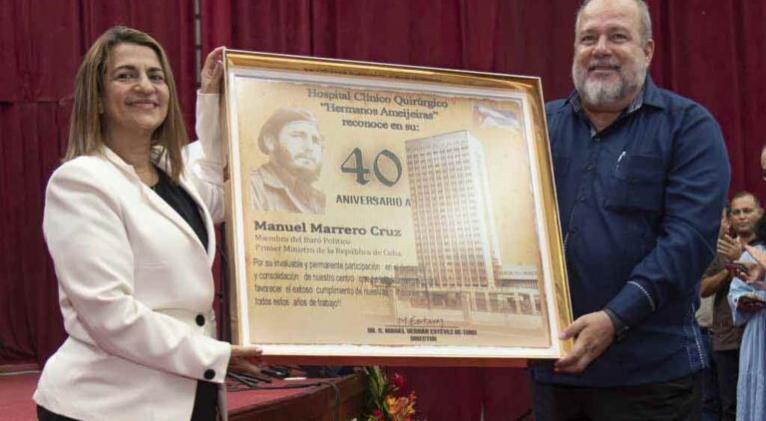 Hospital Clínico Quirúrgico
"Hermanos Ameijeiras"
reconoce en su:
40
ANIVERSARIO A
Manuel Marrero Cruz
Miembro del Buró Político
Primer Ministro de la República de Cuba.
Por su invaluable y permanente participación en
y consolidación de nuestro centro
favorecer el exitoso cumplimiento de nuestra
todos estos años de trabajo!!
DIRECTOR